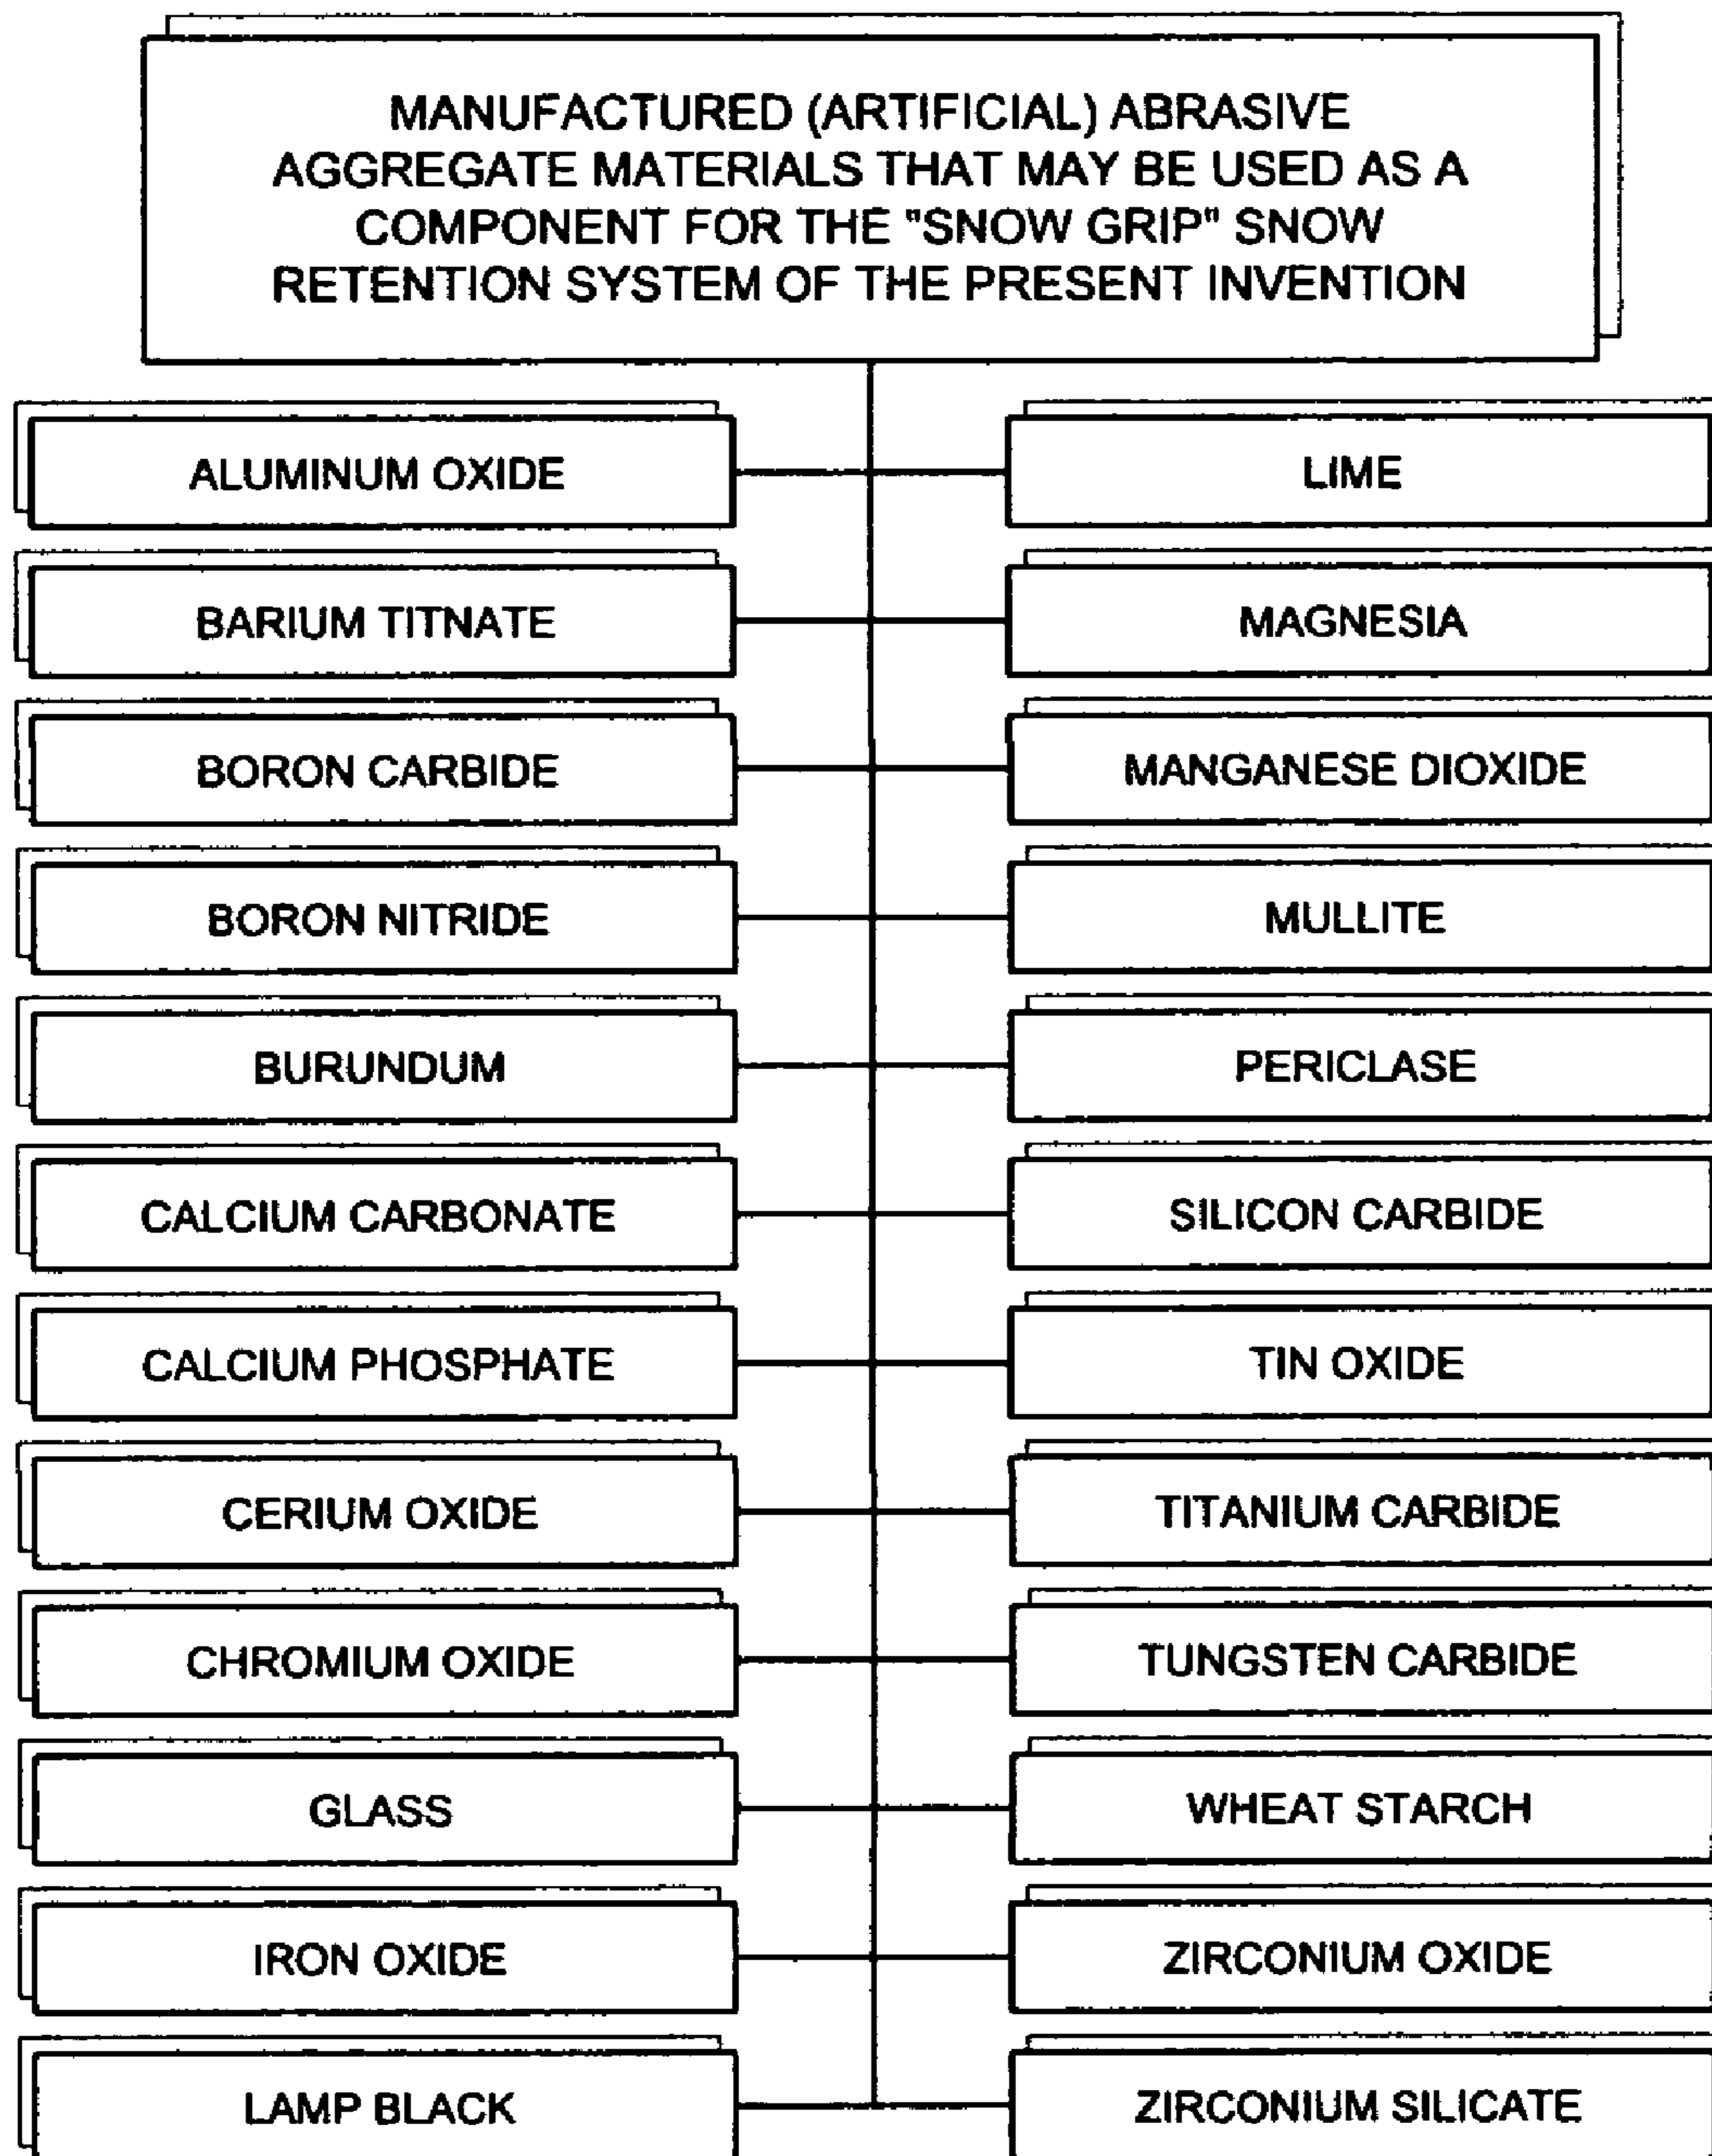 MANUFACTURED (ARTIFICIAL) ABRASIVE
AGGREGATE MATERIALS THAT MAY BE USED AS A
COMPONENT FOR THE "SNOW GRIP" SNOW
RETENTION SYSTEM OF THE PRESENT INVENTION
ALUMINUM OXIDE
LIME
BARIUM TITNATE
MAGNESIA
BORON CARBIDE
MANGANESE DIOXIDE
BORON NITRIDE
MULLITE
BURUNDUM
PERICLASE
CALCIUM CARBONATE
SILICON CARBIDE
CALCIUM PHOSPHATE
TIN OXIDE
CERIUM OXIDE
TITANIUM CARBIDE
CHROMIUM OXIDE
TUNGSTEN CARBIDE
GLASS
WHEAT STARCH
IRON OXIDE
ZIRCONIUM OXIDE
LAMP BLACK
ZIRCONIUM SILICATE